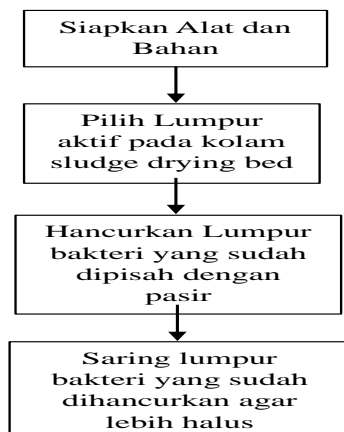 Siapkan Alat dan
Bahan
Pilih Lumpur
aktif pada kolam
sludge drying bed
Hancurkan Lumpur
bakteri yang sudah
dipisah dengan
pasir
Saring lumpur
bakteri yang sudah
dihancurkan agar
lebih halus